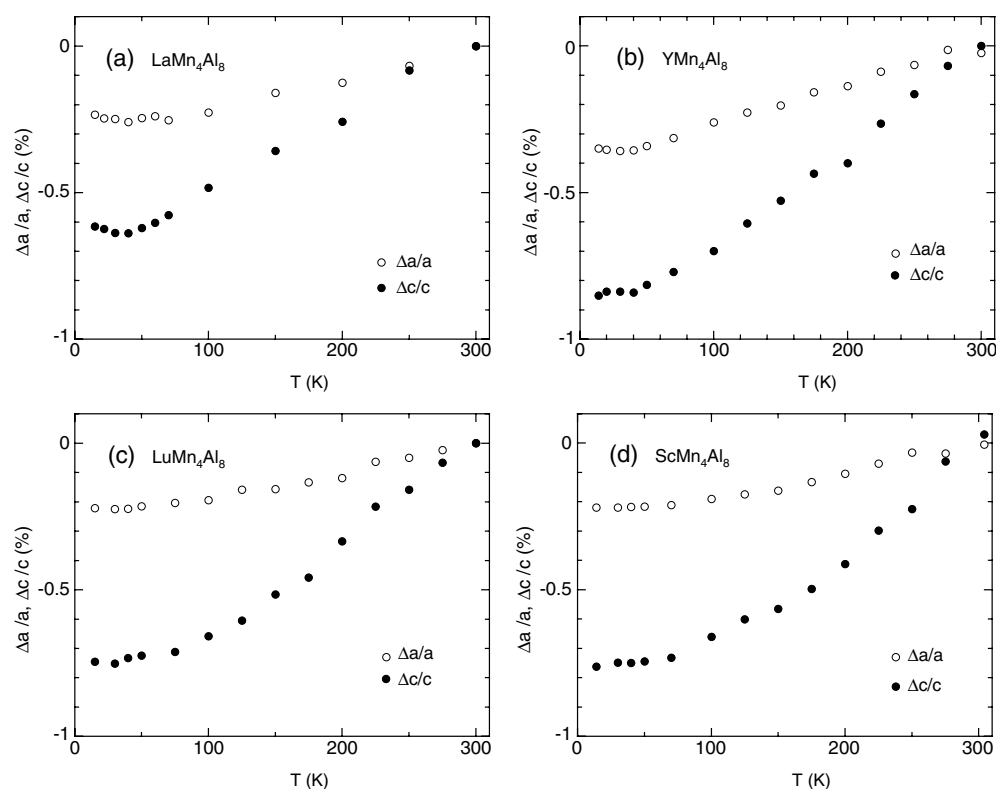 (a) LaMn₄Al₈
0
-0.5
-1
Δa /a, Δc /c (%)
Δa/a
Δc/c
0 100 200 300
T (K)
(b) YMn₄Al₈
0
-0.5
-1
Δa /a, Δc /c (%)
Δa/a
Δc/c
0 100 200 300
T (K)
(c) LuMn₄Al₈
0
-0.5
-1
Δa /a, Δc /c (%)
Δa/a
Δc/c
0 100 200 300
T (K)
(d) ScMn₄Al₈
0
-0.5
-1
Δa /a, Δc /c (%)
Δa/a
Δc/c
0 100 200 300
T (K)